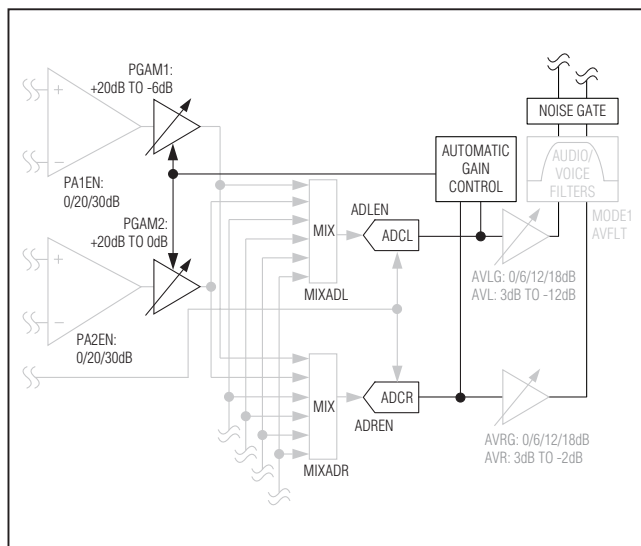 PGAM1:
+20dB TO -6dB
+
-
PA1EN:
0/20/30dB
PGAM2:
+20dB TO 0dB
+
-
PA2EN:
0/20/30dB
MIX
MIXADL
ADLEN
ADCL
AUTOMATIC
GAIN
CONTROL
NOISE GATE
AUDIO/
VOICE
FILTERS
MODE1
AVFLT
AVLG: 0/6/12/18dB
AVL: 3dB TO -12dB
MIX
MIXADR
ADCR
ADREN
AVRG: 0/6/12/18dB
AVR: 3dB TO -2dB